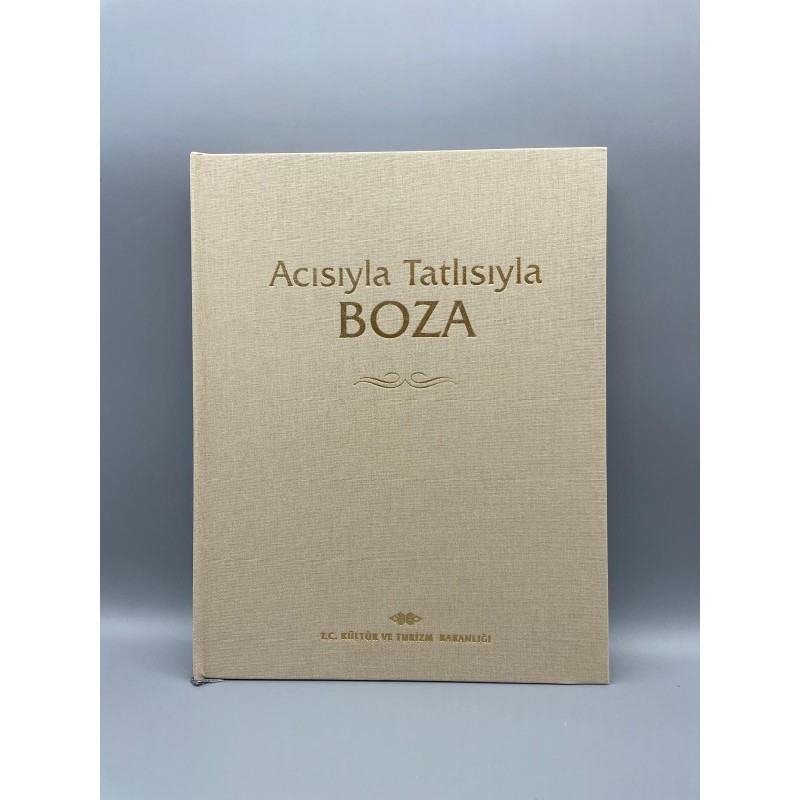 Acısıyla Tatlısıyla
BOZA
T.C. KÜLTÜR VE TURİZM BAKANLIĞI